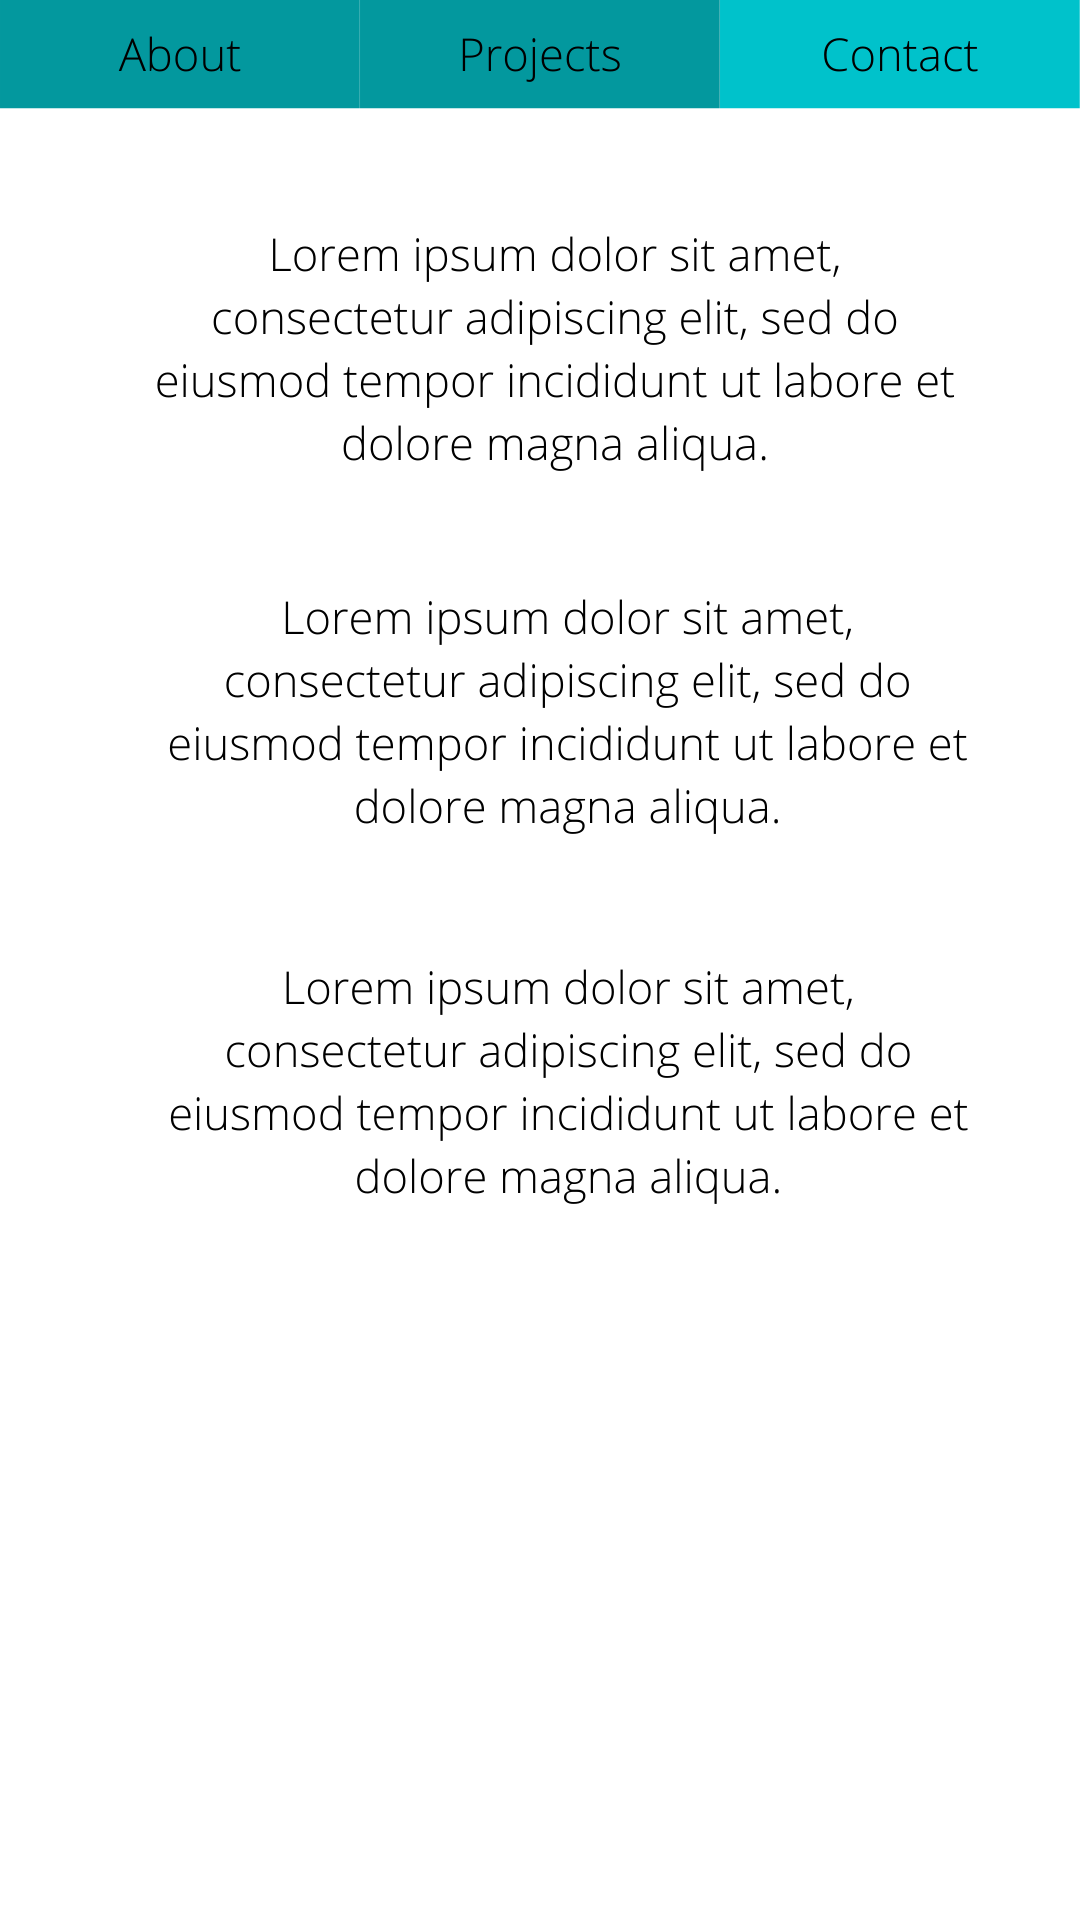 About Projects Contact
Lorem ipsum dolor sit amet,
consectetur adipiscing elit, sed do
eiusmod tempor incididunt ut labore et
dolore magna aliqua.
Lorem ipsum dolor sit amet,
consectetur adipiscing elit, sed do
eiusmod tempor incididunt ut labore et
dolore magna aliqua.
Lorem ipsum dolor sit amet,
consectetur adipiscing elit, sed do
eiusmod tempor incididunt ut labore et
dolore magna aliqua.